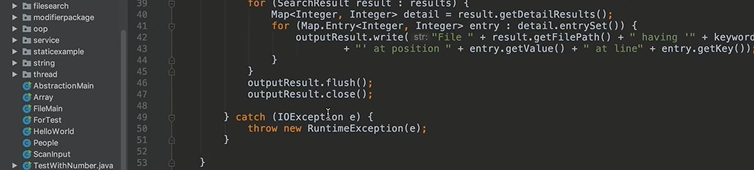 filesearch
modifierpackage
oop
service
staticexample
string
thread
AbstractionMain
Array
FileMain
ForTest
HelloWorld
People
ScanInput
TestWithNumber.java
39 for (SearchResult result : results) {
40 Map<Integer, Integer> detail = result.getDetailResults();
41 for (Map.Entry<Integer, Integer> entry : detail.entrySet()) {
42 outputResult.write( str: "File " + result.getFilePath() + " having '" + keyword
43 + "' at position " + entry.getValue() + " at line" + entry.getKey());
44 }
45 }
46 outputResult.flush();
47 outputResult.close();
48
49 } catch (IOException e) {
50 throw new RuntimeException(e);
51 }
52
53 }